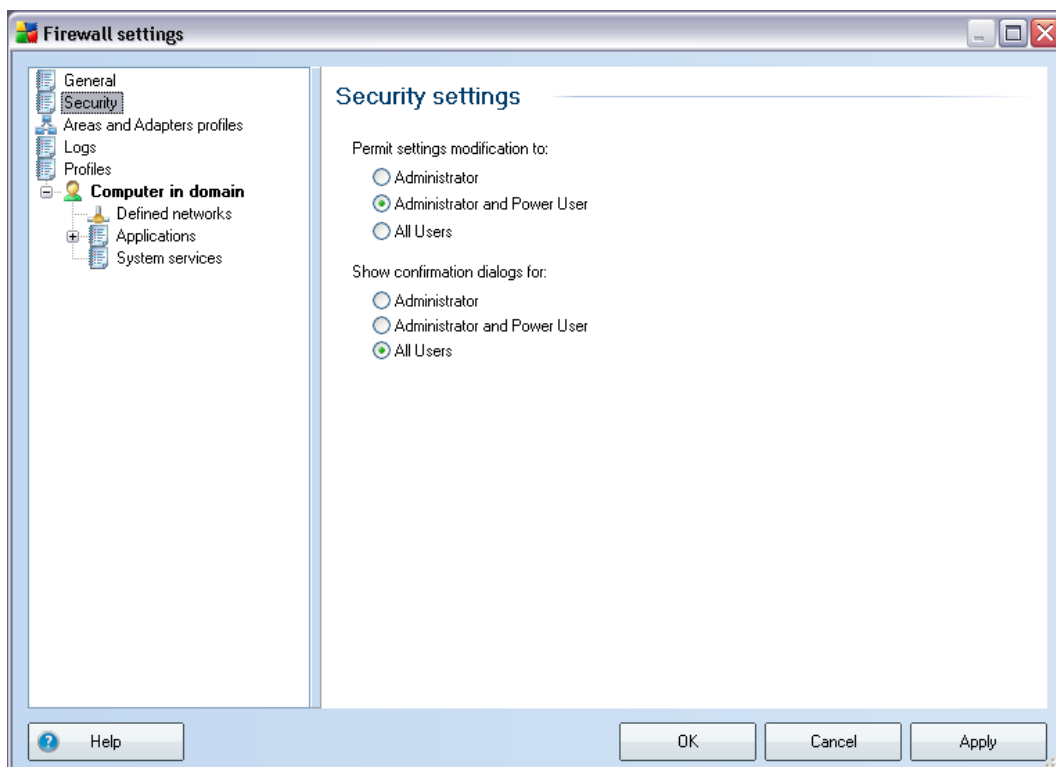 Firewall settings
General
Security
Areas and Adapters profiles
Logs
Profiles
Computer in domain
Defined networks
Applications
System services
Security settings
Permit settings modification to:
Administrator
Administrator and Power User
All Users
Show confirmation dialogs for:
Administrator
Administrator and Power User
All Users
Help
OK
Cancel
Apply